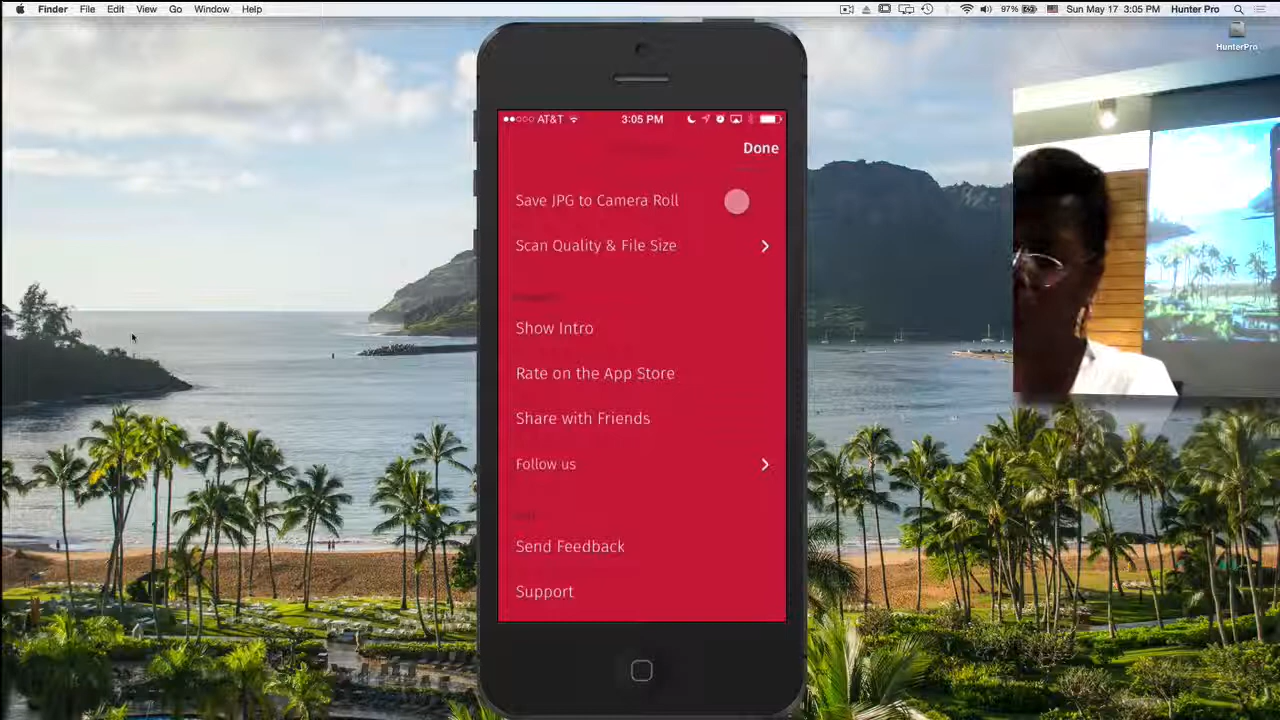 Finder File Edit View Go Window Help 97% Sun May 17 3:05 PM Hunter Pro
HunterPro
AT&T 3:05 PM
Done
Save JPG to Camera Roll
Scan Quality & File Size
Show Intro
Rate on the App Store
Share with Friends
Follow us
Send Feedback
Support